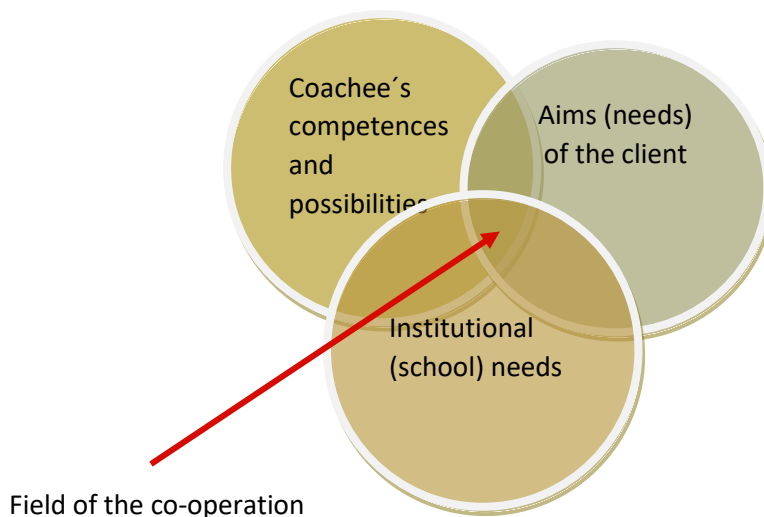 Coachee´s
competences
and
possibilities
Aims (needs)
of the client
Institutional
(school) needs
Field of the co-operation